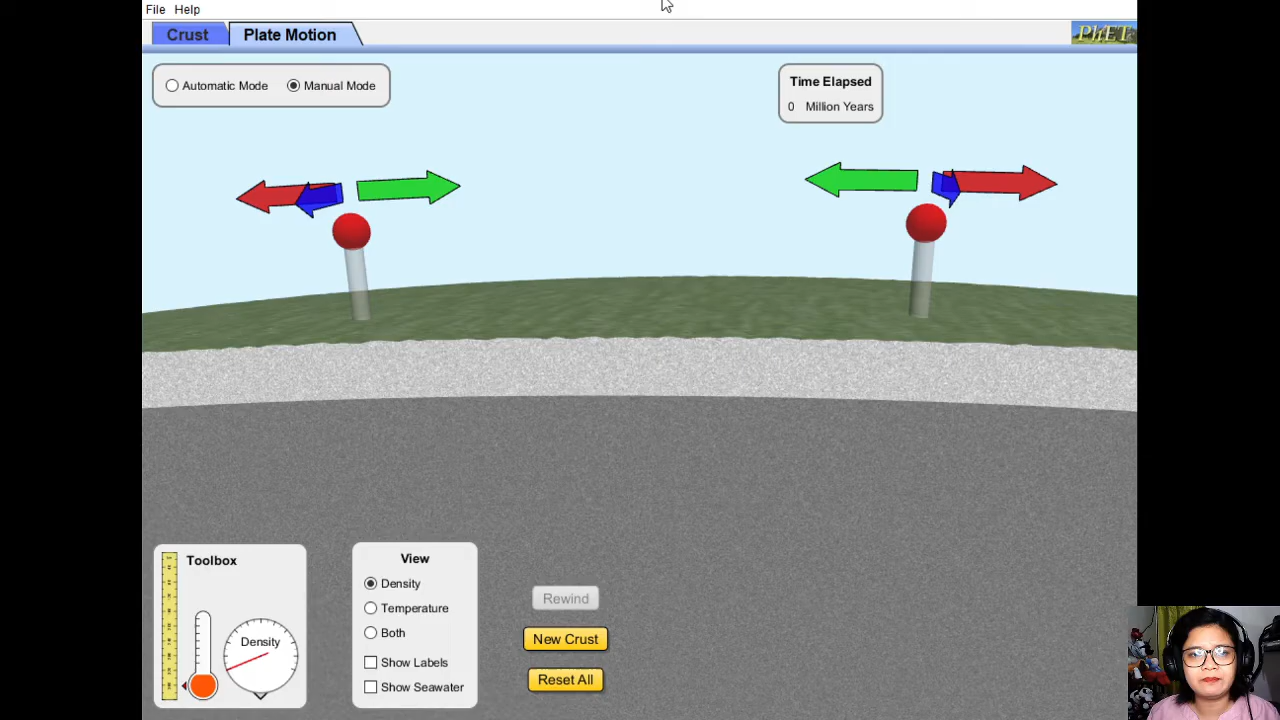 File Help
Crust Plate Motion
PhET
Automatic Mode Manual Mode
Time Elapsed
0 Million Years
Toolbox
Density
View
Density
Temperature
Both
Show Labels
Show Seawater
Rewind
New Crust
Reset All